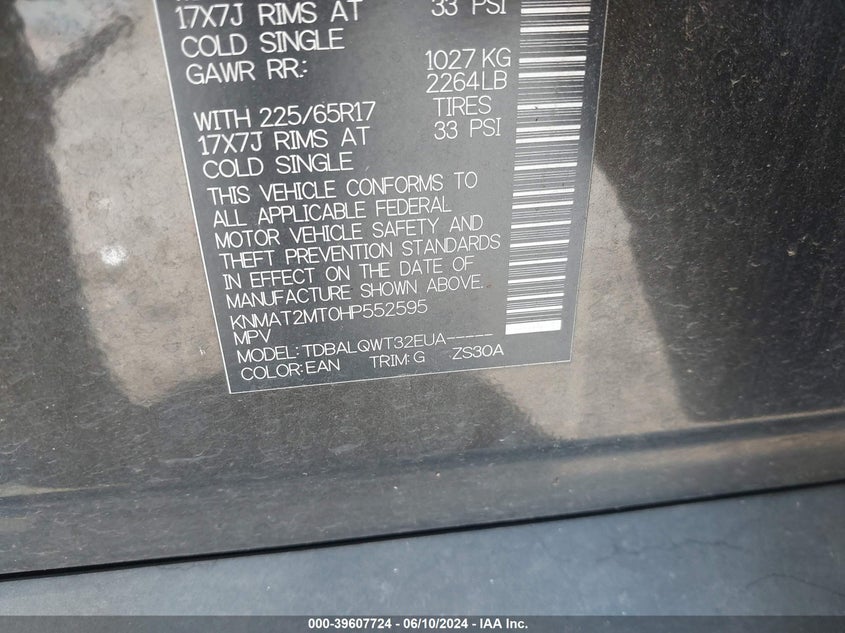 17X7J RIMS AT 33 PSI
COLD SINGLE
GAWR RR: 1027 KG
2264LB
WITH 225/65R17 TIRES
17X7J RIMS AT 33 PSI
COLD SINGLE
THIS VEHICLE CONFORMS TO
ALL APPLICABLE FEDERAL
MOTOR VEHICLE SAFETY AND
THEFT PREVENTION STANDARDS
IN EFFECT ON THE DATE OF
MANUFACTURE SHOWN ABOVE.
KNMAT2MT0HP552595
MPV
MODEL:TDBALQWT32EUA-----
COLOR:EAN TRIM:G ZS30A
000-39607724 - 06/10/2024 - IAA Inc.